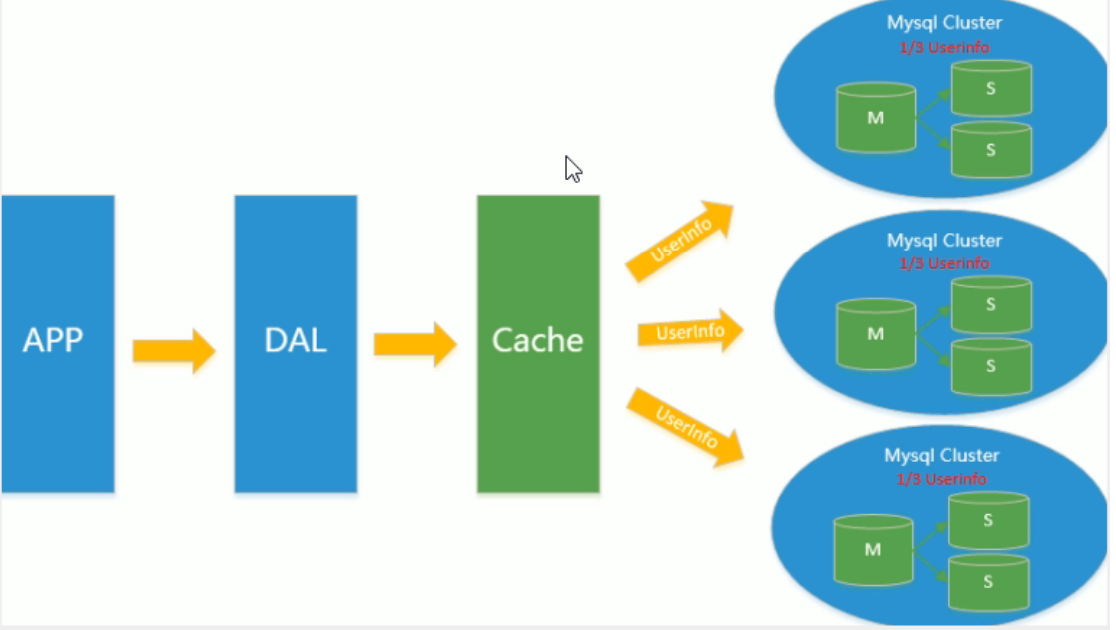 APP
DAL
Cache
UserInfo
UserInfo
UserInfo
Mysql Cluster
1/3 Userinfo
M
S
S
Mysql Cluster
1/3 Userinfo
M
S
S
Mysql Cluster
1/3 Userinfo
M
S
S